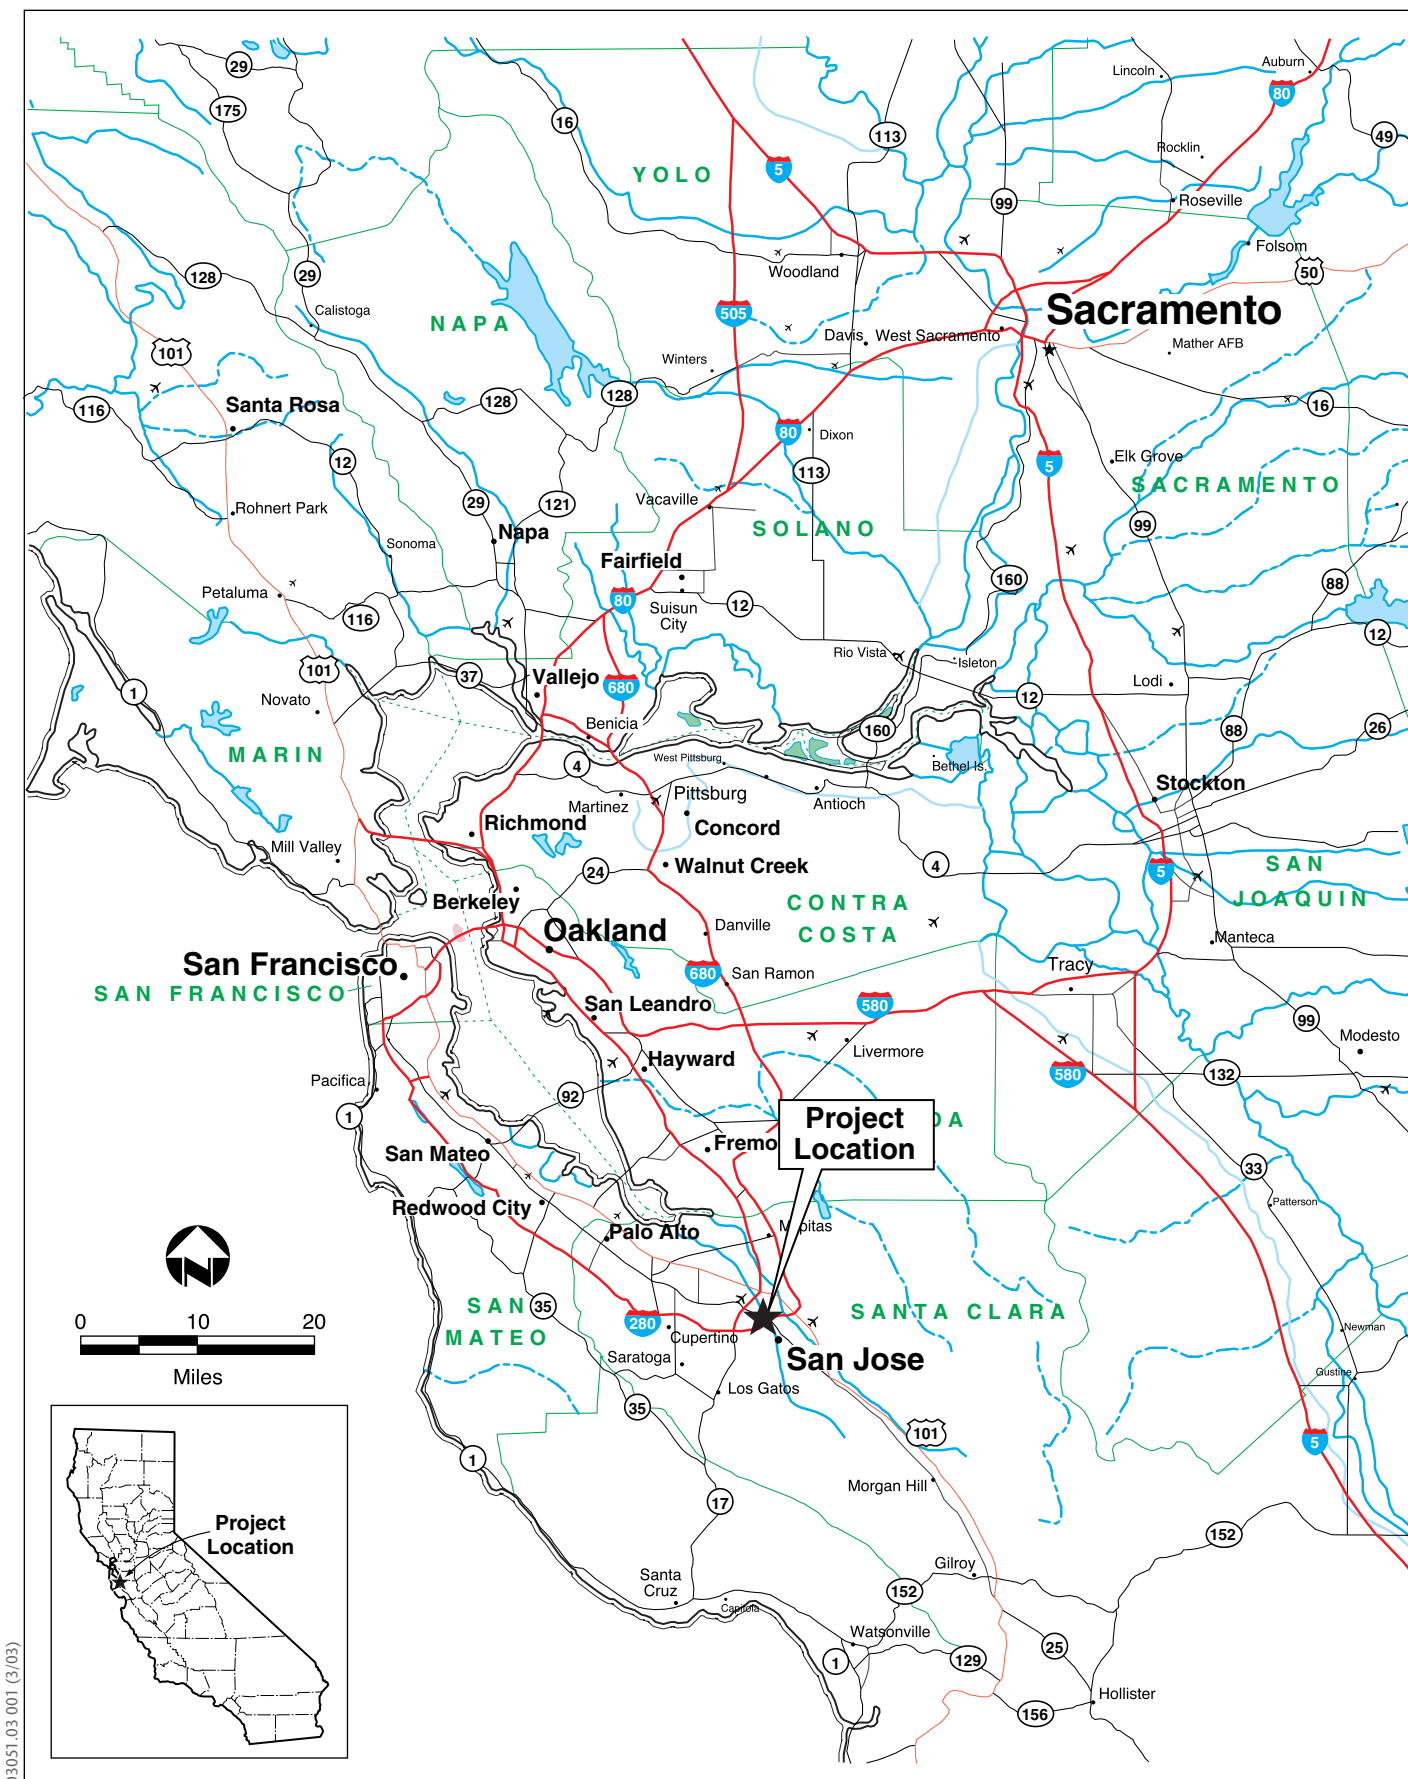 29
175
16
113
Lincoln
Auburn
80
49
YOLO
5
Rocklin
99
Roseville
Folsom
128
29
Woodland
50
Calistoga
NAPA
505
Sacramento
101
Davis
West Sacramento
Mather AFB
Winters
116
Santa Rosa
128
128
16
80
Dixon
12
113
5
Elk Grove
SACRAMENTO
29
121
Vacaville
Rohnert Park
Napa
SOLANO
99
Sonoma
Fairfield
160
88
Petaluma
80
Suisun
City
12
116
12
Rio Vista
Isleton
101
37
Vallejo
680
Lodi
1
12
Novato
Benicia
160
88
26
MARIN
4
West Pittsburg
Bethel Is.
Stockton
Martinez
Pittsburg
Antioch
Richmond
Concord
Mill Valley
24
Walnut Creek
4
5
SAN
JOAQUIN
Berkeley
CONTRA
COSTA
Oakland
Danville
Manteca
San Francisco
680
San Ramon
Tracy
SAN FRANCISCO
San Leandro
580
99
Modesto
Hayward
Livermore
Pacifica
580
132
92
1
Project
Location
DA
Fremo
San Mateo
33
Redwood City
Patterson
Palo Alto
M pitas
SAN
MATEO
35
SANTA CLARA
280
Cupertino
Newman
0 10 20
Miles
Saratoga
San Jose
Gustine
Los Gatos
35
101
5
1
Morgan Hill
17
152
Project
Location
Gilroy
Santa
Cruz
152
Capitola
Watsonville
25
1
129
Hollister
156
03051.03 001 (3/03)
N